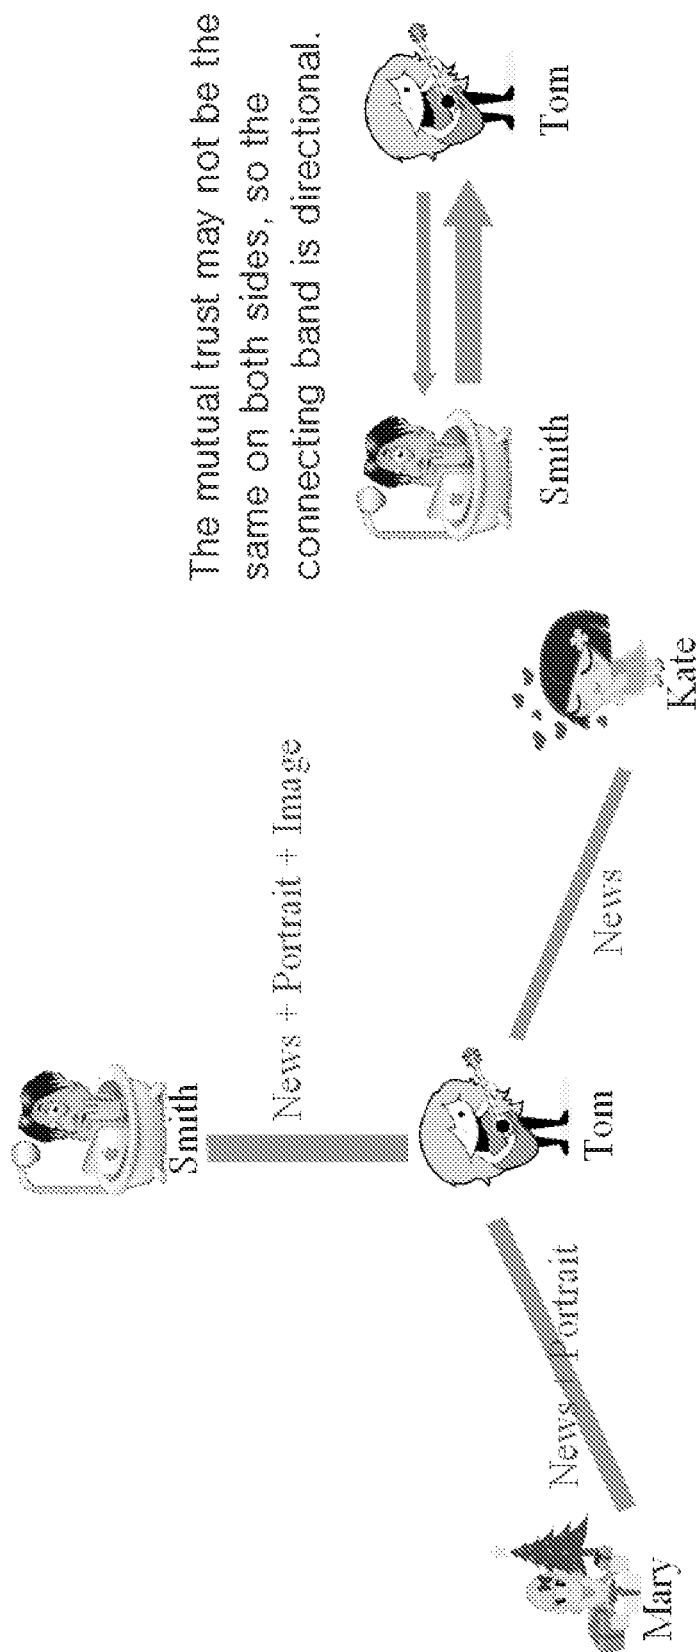 Smith
News + Portrait + Image
Tom
News + Portrait
Mary
News
Kate
The mutual trust may not be the
same on both sides, so the
connecting band is directional.
Smith
Tom